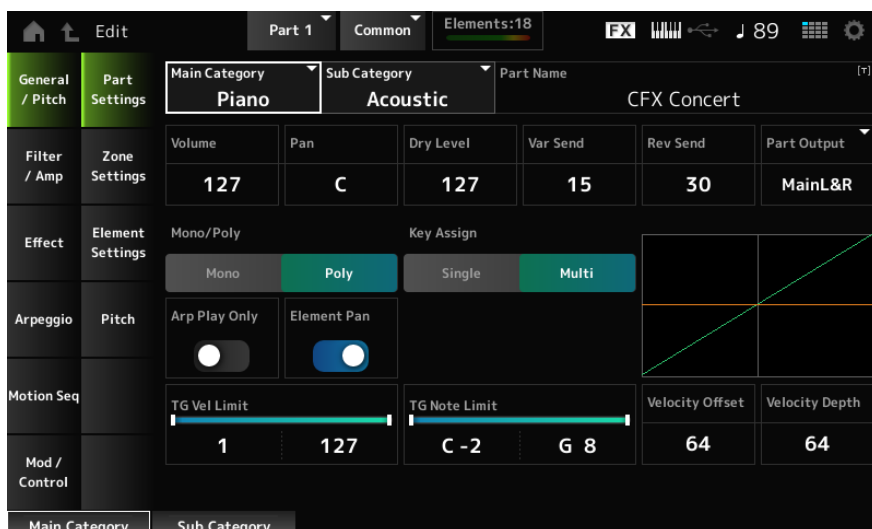 Edit
Part 1
Common
Elements:18
FX
♩ 89
General
/ Pitch
Part
Settings
Main Category
Piano
Sub Category
Acoustic
Part Name
[T]
CFX Concert
Filter
/ Amp
Zone
Settings
Volume
127
Pan
C
Dry Level
127
Var Send
15
Rev Send
30
Part Output
MainL&R
Effect
Element
Settings
Mono/Poly
Mono
Poly
Key Assign
Single
Multi
Arpeggio
Pitch
Arp Play Only
Element Pan
Motion Seq
TG Vel Limit
1
127
TG Note Limit
C -2
G 8
Velocity Offset
64
Velocity Depth
64
Mod /
Control
Main Category
Sub Category